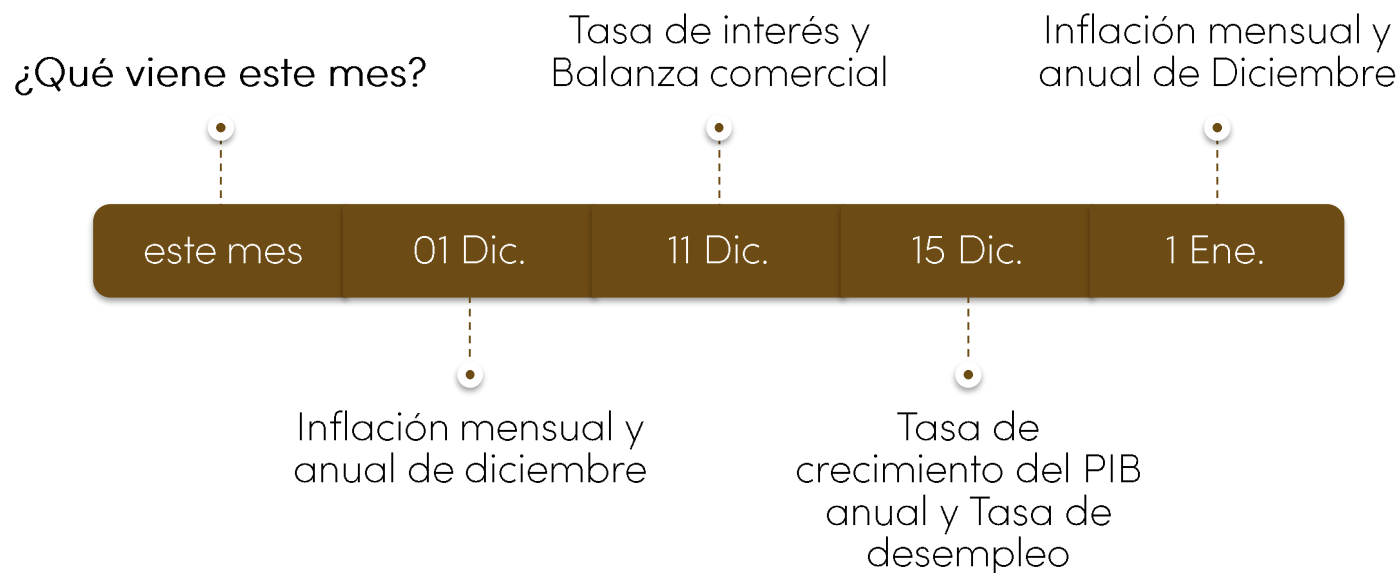 ¿Qué viene este mes?
Tasa de interés y
Balanza comercial
Inflación mensual y
anual de Diciembre
este mes
01 Dic.
11 Dic.
15 Dic.
1 Ene.
Inflación mensual y
anual de diciembre
Tasa de
crecimiento del PIB
anual y Tasa de
desempleo